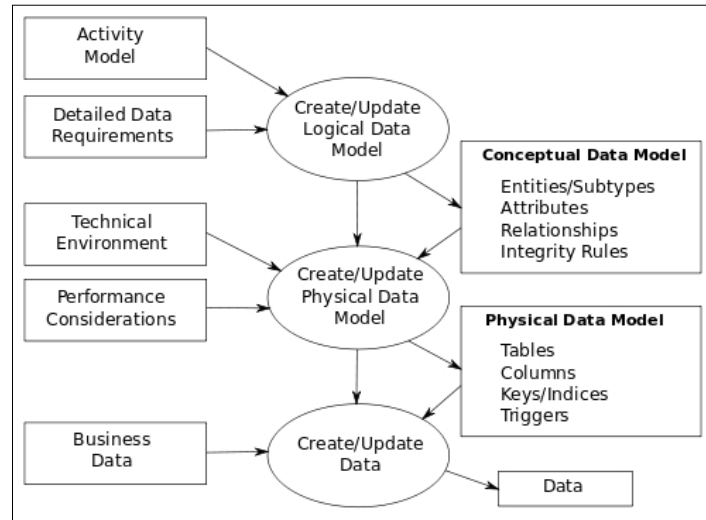 Activity
Model
Detailed Data
Requirements
Create/Update
Logical Data
Model
Conceptual Data Model
Entities/Subtypes
Attributes
Relationships
Integrity Rules
Technical
Environment
Performance
Considerations
Create/Update
Physical Data
Model
Physical Data Model
Tables
Columns
Keys/Indices
Triggers
Business
Data
Create/Update
Data
Data